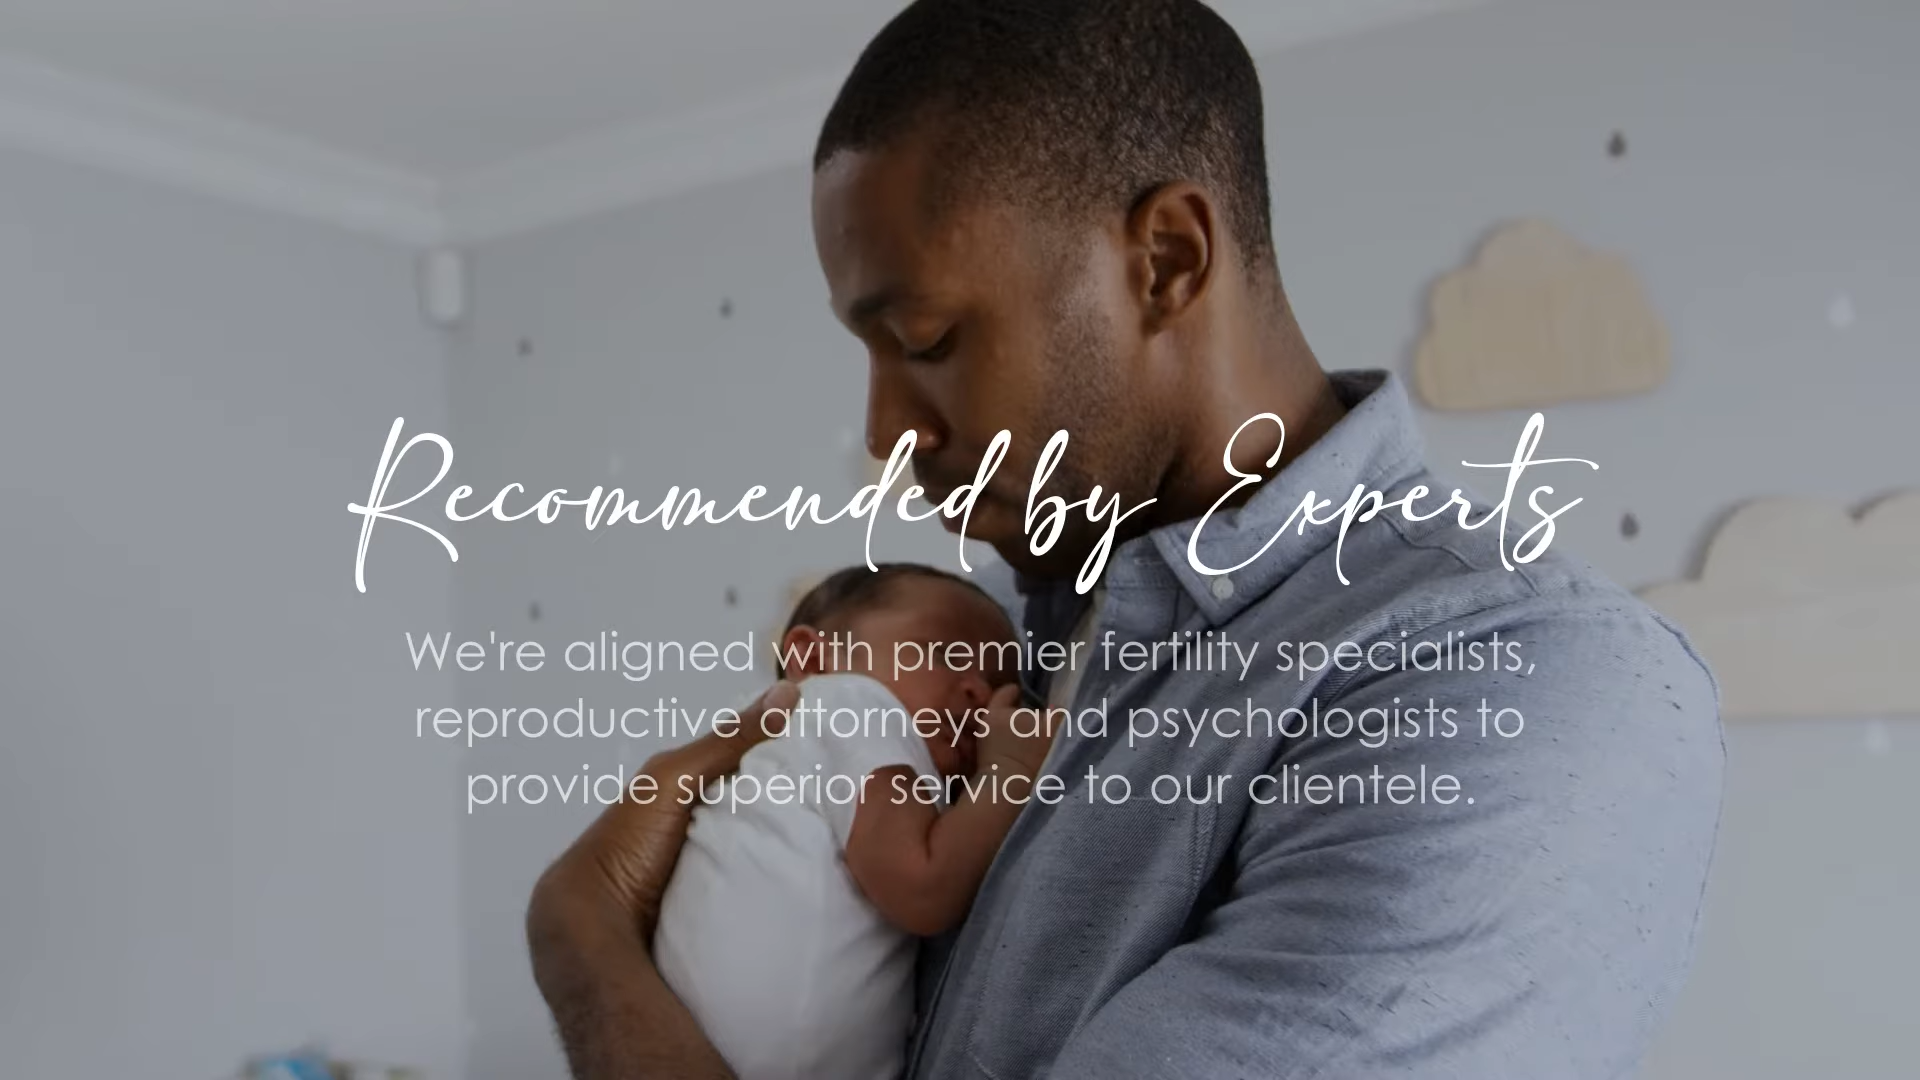 Recommended by Experts
We're aligned with premier fertility specialists,
reproductive attorneys and psychologists to
provide superior service to our clientele.